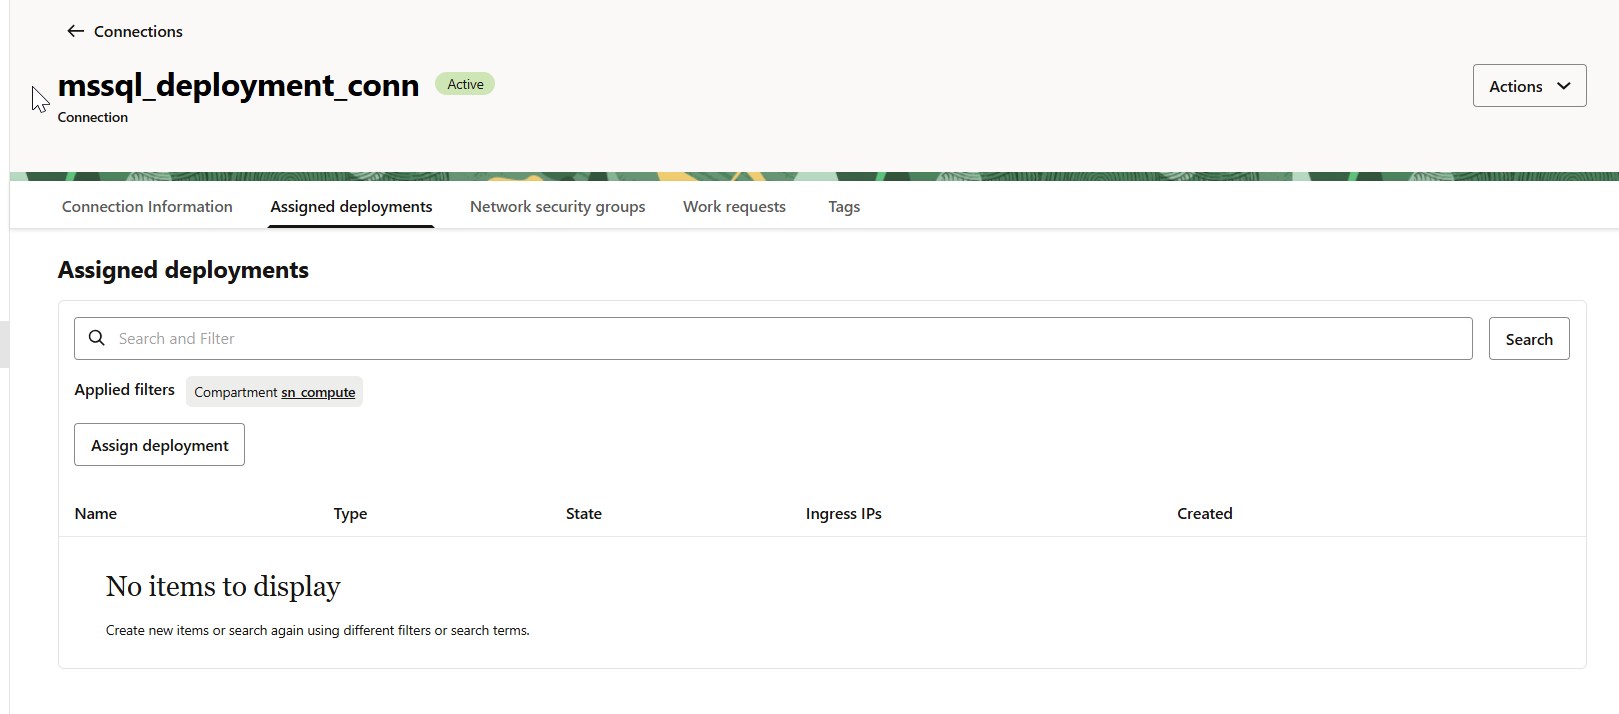 Connections
mssql_deployment_conn Active
Connection
Actions
Connection Information Assigned deployments Network security groups Work requests Tags
Assigned deployments
Search and Filter
Search
Applied filters Compartment sn_compute
Assign deployment
Name Type State Ingress IPs Created
No items to display
Create new items or search again using different filters or search terms.